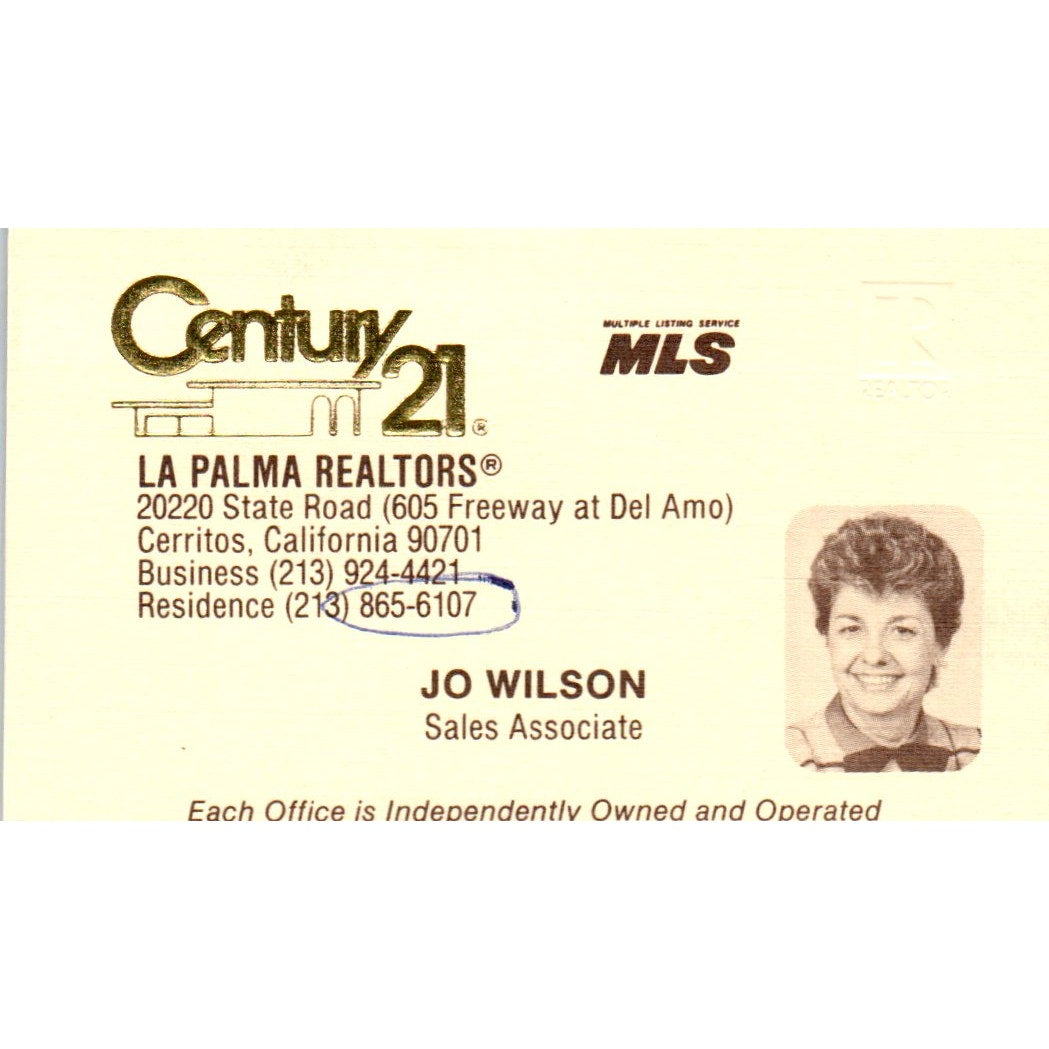 Century 21®
MULTIPLE LISTING SERVICE
MLS
R
REALTOR
LA PALMA REALTORS®
20220 State Road (605 Freeway at Del Amo)
Cerritos, California 90701
Business (213) 924-4421
Residence (213) 865-6107
JO WILSON
Sales Associate
Each Office is Independently Owned and Operated